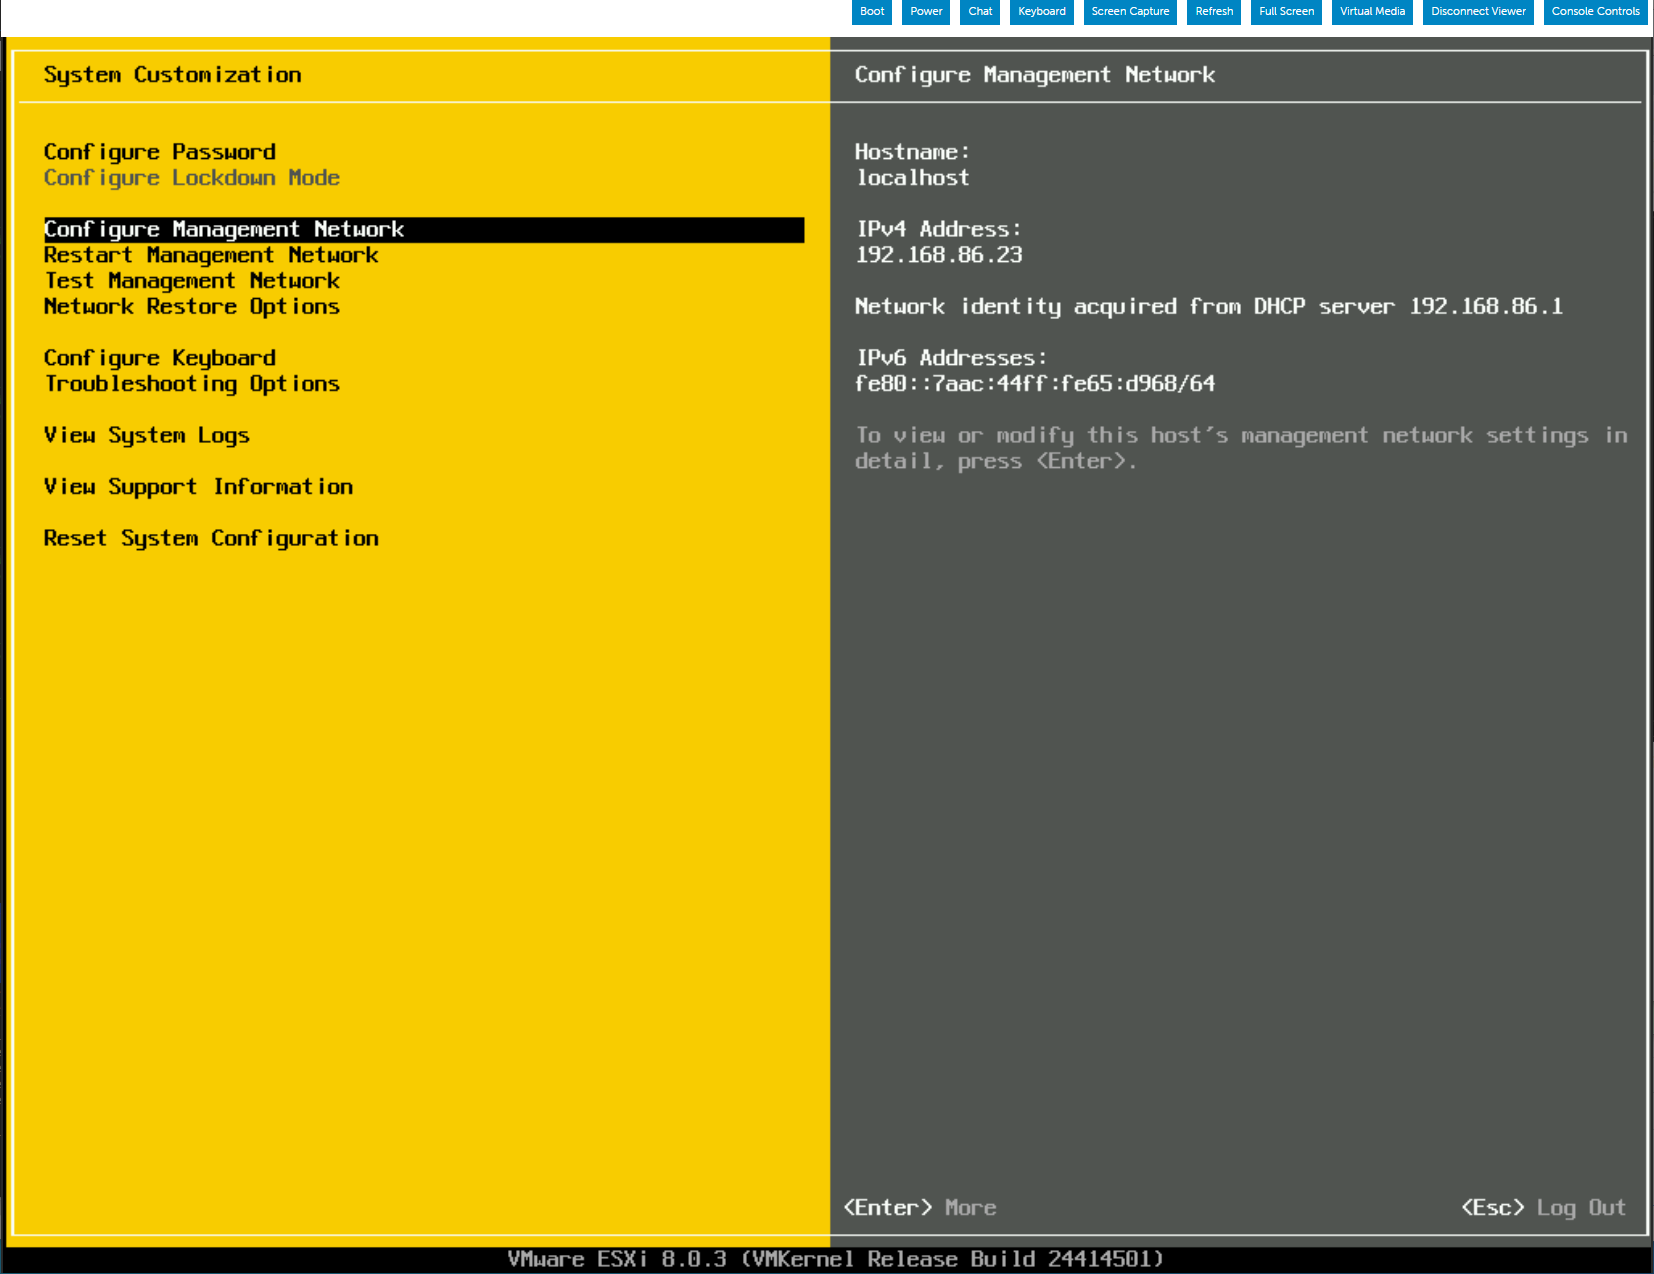 Boot Power Chat Keyboard Screen Capture Refresh Full Screen Virtual Media Disconnect Viewer Console Controls
System Customization
Configure Password
Configure Lockdown Mode
Configure Management Network
Restart Management Network
Test Management Network
Network Restore Options
Configure Keyboard
Troubleshooting Options
View System Logs
View Support Information
Reset System Configuration
Configure Management Network
Hostname:
localhost
IPv4 Address:
192.168.86.23
Network identity acquired from DHCP server 192.168.86.1
IPv6 Addresses:
fe80::7aac:44ff:fe65:d968/64
To view or modify this host's management network settings in
detail, press <Enter>.
<Enter> More <Esc> Log Out
VMware ESXi 8.0.3 (VMKernel Release Build 24414501)